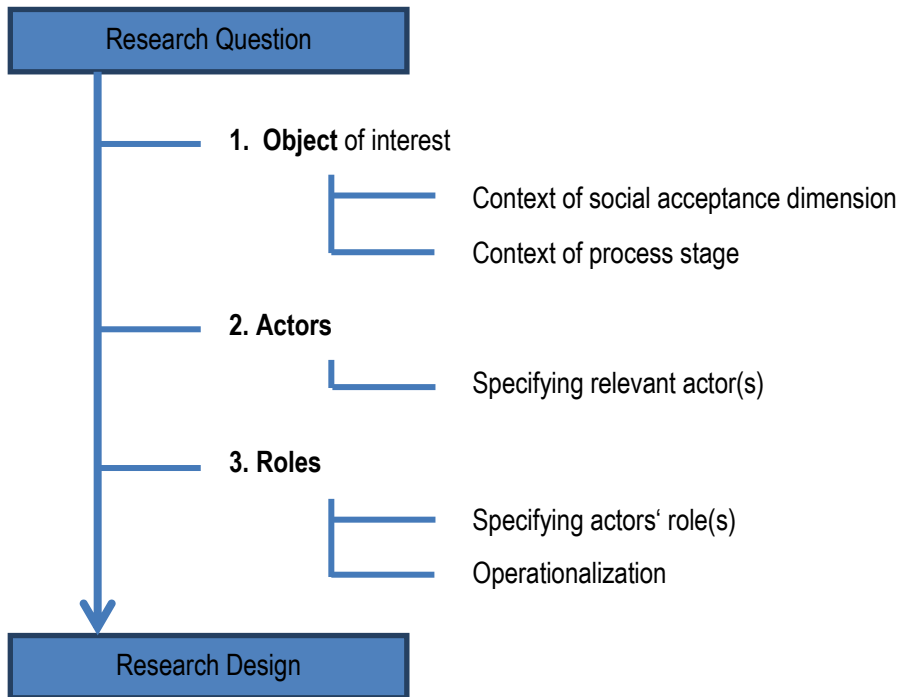 Research Question
1. Object of interest
Context of social acceptance dimension
Context of process stage
2. Actors
Specifying relevant actor(s)
3. Roles
Specifying actors‘ role(s)
Operationalization
Research Design